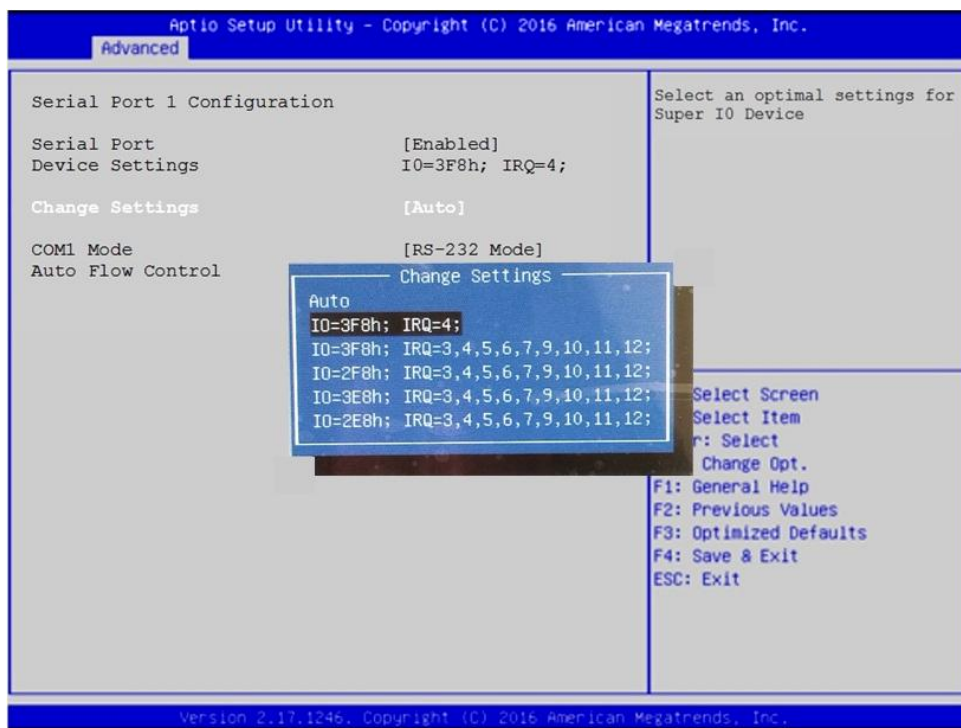 Aptio Setup Utility - Copyright (C) 2016 American Megatrends, Inc.
Advanced
Serial Port 1 Configuration
Serial Port [Enabled]
Device Settings IO=3F8h; IRQ=4;
Change Settings [Auto]
COM1 Mode [RS-232 Mode]
Auto Flow Control
Change Settings
Auto
IO=3F8h; IRQ=4;
IO=3F8h; IRQ=3,4,5,6,7,9,10,11,12;
IO=2F8h; IRQ=3,4,5,6,7,9,10,11,12;
IO=3E8h; IRQ=3,4,5,6,7,9,10,11,12;
IO=2E8h; IRQ=3,4,5,6,7,9,10,11,12;
Select an optimal settings for
Super IO Device
Select Screen
Select Item
r: Select
Change Opt.
F1: General Help
F2: Previous Values
F3: Optimized Defaults
F4: Save & Exit
ESC: Exit
Version 2.17.1246. Copyright (C) 2016 American Megatrends, Inc.